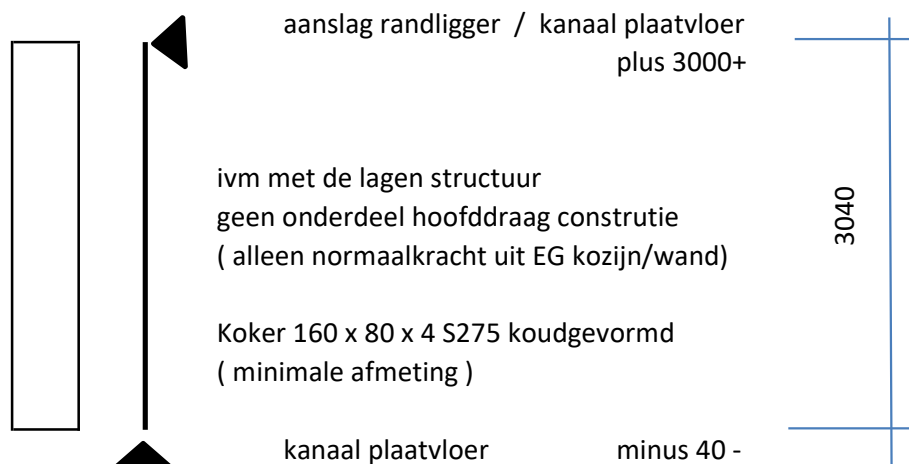 aanslag randligger / kanaal plaatvloer
plus 3000+
ivm met de lagen structuur
geen onderdeel hoofddraag construtie
( alleen normaalkracht uit EG kozijn/wand)
3040
Koker 160 x 80 x 4 S275 koudgevormd
( minimale afmeting )
kanaal plaatvloer minus 40 -